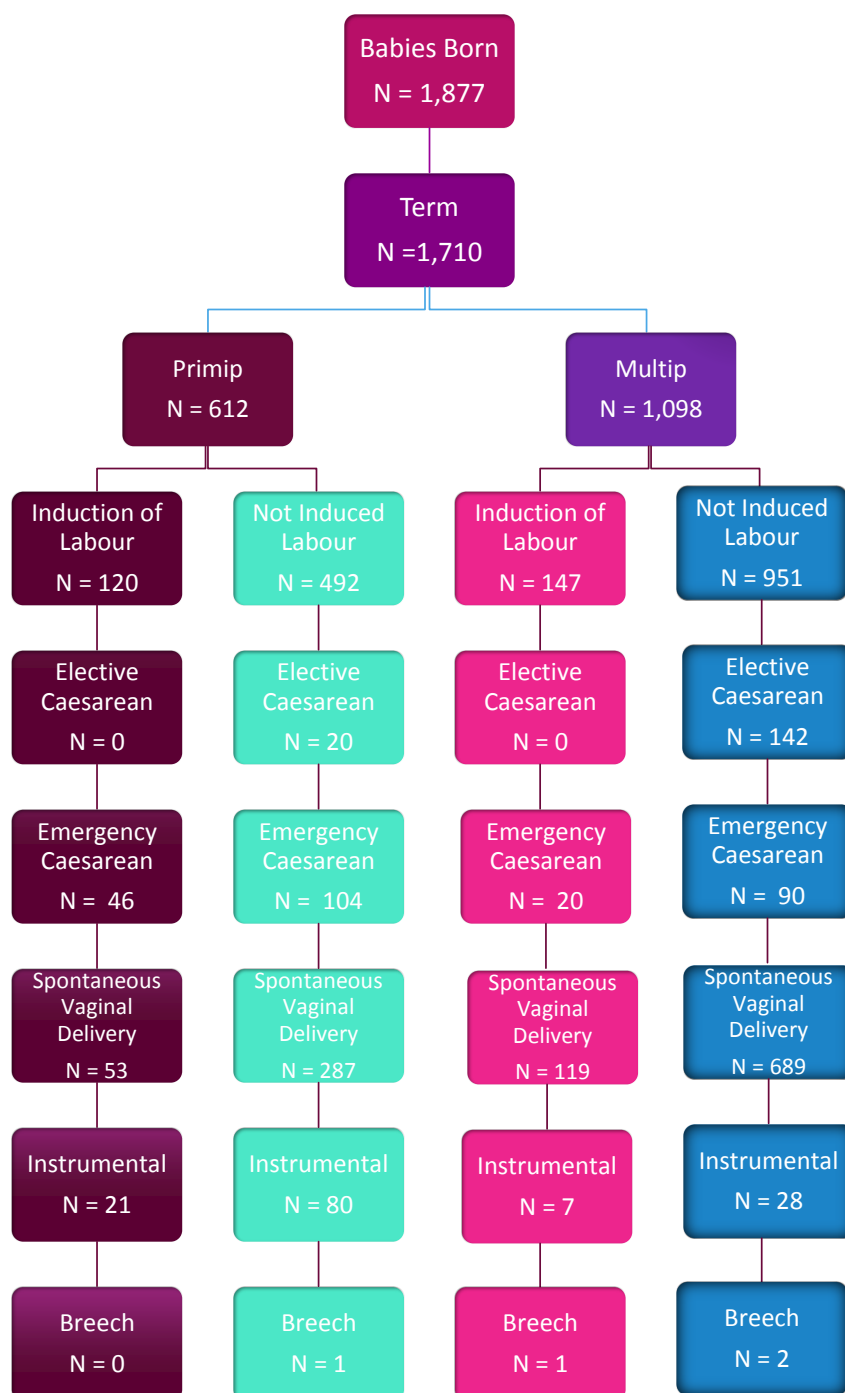 Babies Born
N = 1,877
Term
N =1,710
Primip
N = 612
Multip
N = 1,098
Induction of
Labour
N = 120
Not Induced
Labour
N = 492
Induction of
Labour
N = 147
Not Induced
Labour
N = 951
Elective
Caesarean
N = 0
Elective
Caesarean
N = 20
Elective
Caesarean
N = 0
Elective
Caesarean
N = 142
Emergency
Caesarean
N = 46
Emergency
Caesarean
N = 104
Emergency
Caesarean
N = 20
Emergency
Caesarean
N = 90
Spontaneous
Vaginal
Delivery
N = 53
Spontaneous
Vaginal
Delivery
N = 287
Spontaneous
Vaginal
Delivery
N = 119
Spontaneous
Vaginal
Delivery
N = 689
Instrumental
N = 21
Instrumental
N = 80
Instrumental
N = 7
Instrumental
N = 28
Breech
N = 0
Breech
N = 1
Breech
N = 1
Breech
N = 2